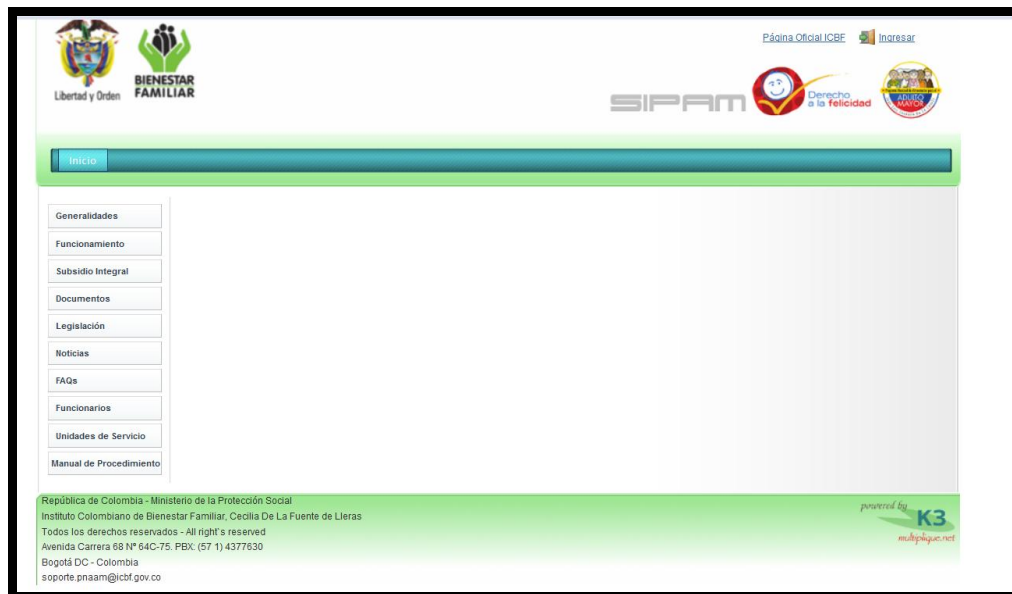 Página Oficial ICBF Ingresar
Libertad y Orden
BIENESTAR
FAMILIAR
SIPAM
Derecho
a la felicidad
ADULTO
MAYOR
Inicio
Generalidades
Funcionamiento
Subsidio Integral
Documentos
Legislación
Noticias
FAQs
Funcionarios
Unidades de Servicio
Manual de Procedimiento
República de Colombia - Ministerio de la Protección Social
Instituto Colombiano de Bienestar Familiar, Cecilia De La Fuente de Lleras
Todos los derechos reservados - All right's reserved
Avenida Carrera 68 Nº 64C-75. PBX: (57 1) 4377630
Bogotá DC - Colombia
soporte.pnaam@icbf.gov.co
powered by
K3
multiplique.net